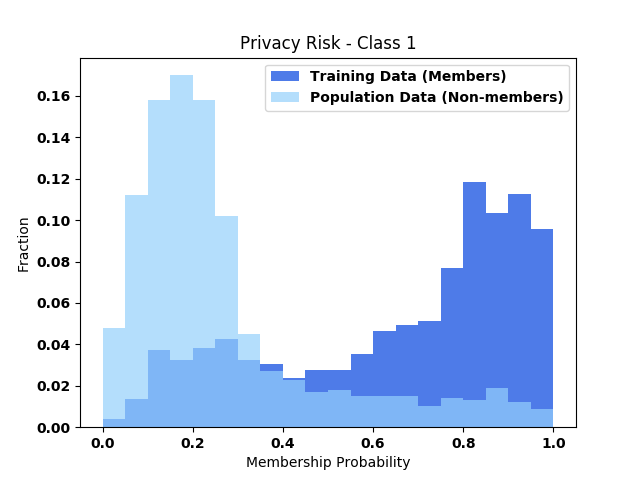 Privacy Risk - Class 1
Training Data (Members)
Population Data (Non-members)
0.16
0.14
0.12
0.10
0.08
0.06
0.04
0.02
0.00
Fraction
0.0 0.2 0.4 0.6 0.8 1.0
Membership Probability